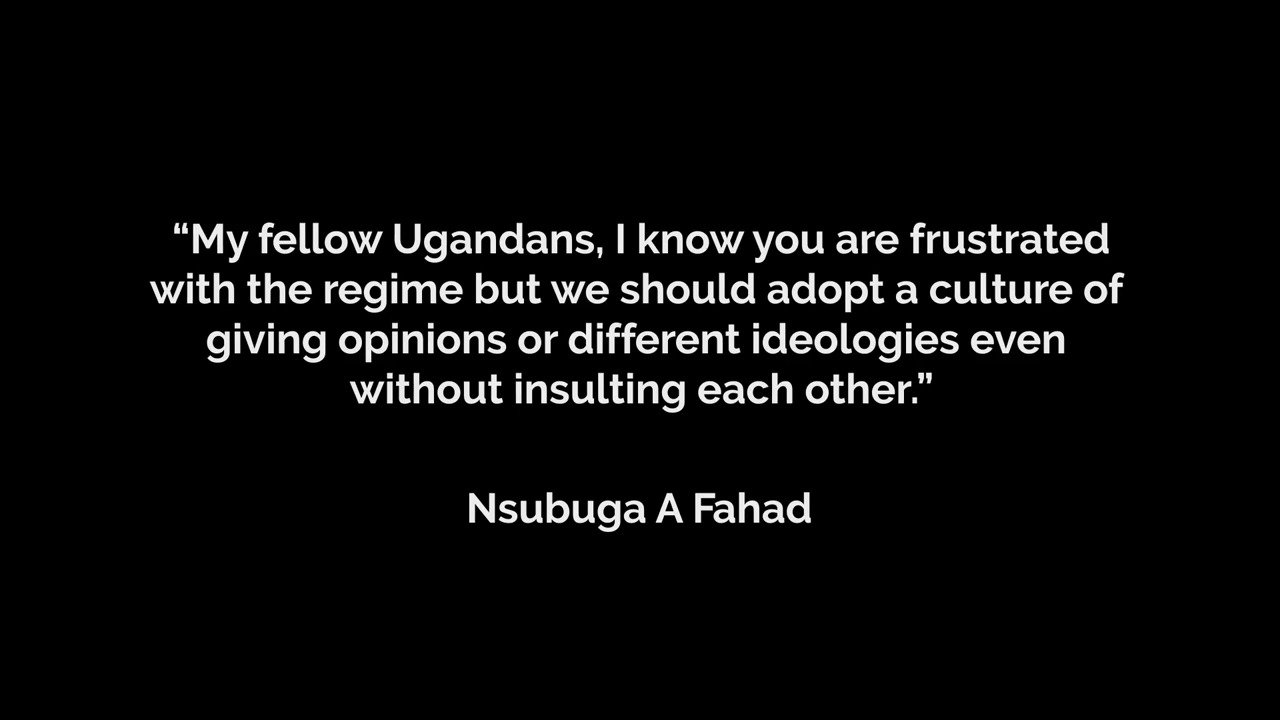 “My fellow Ugandans, I know you are frustrated
with the regime but we should adopt a culture of
giving opinions or different ideologies even
without insulting each other.”
Nsubuga A Fahad